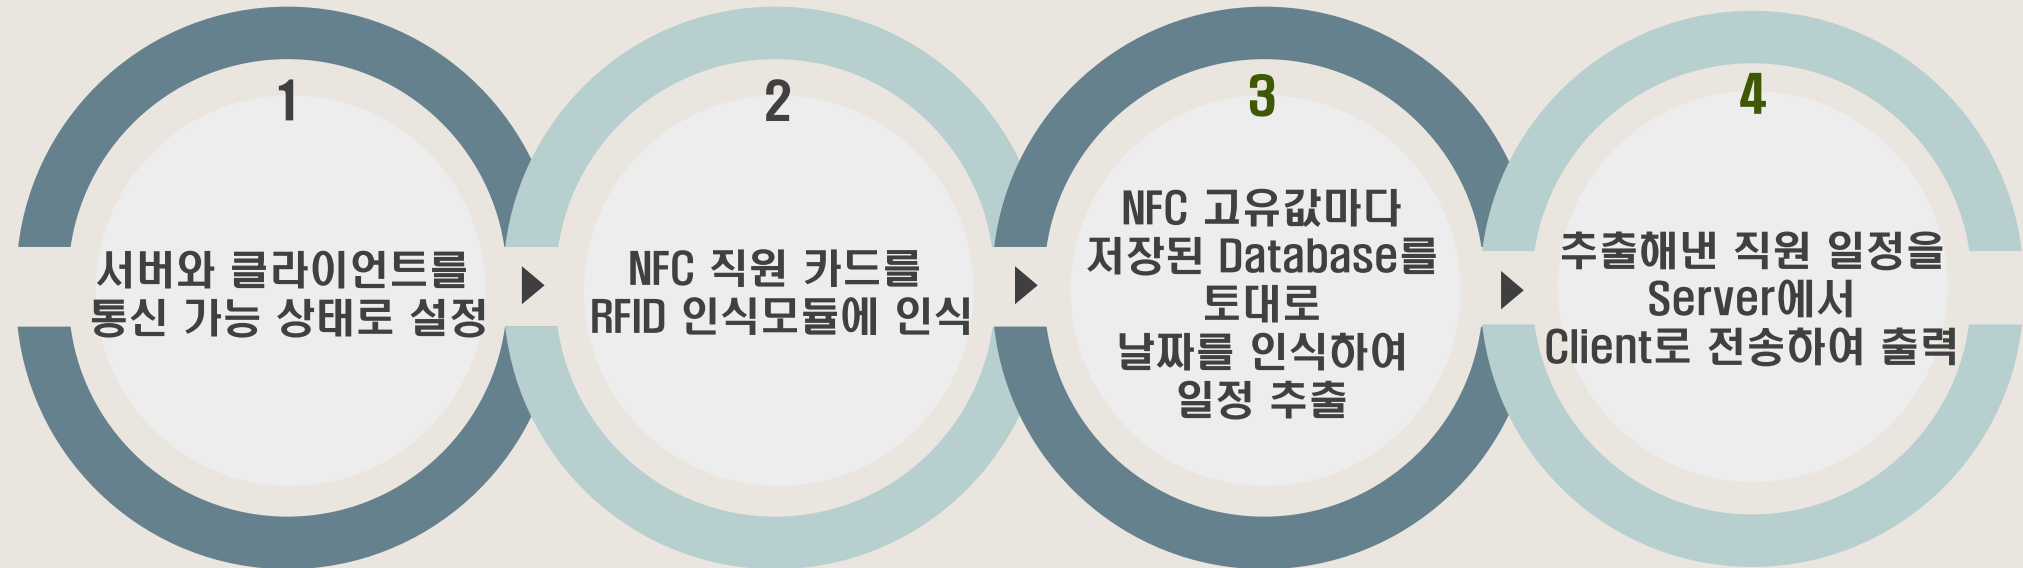 1
서버와 클라이언트를
통신 가능 상태로 설정
2
NFC 직원 카드를
RFID 인식모듈에 인식
3
NFC 고유값마다
저장된 Database를
토대로
날짜를 인식하여
일정 추출
4
추출해낸 직원 일정을
Server에서
Client로 전송하여 출력